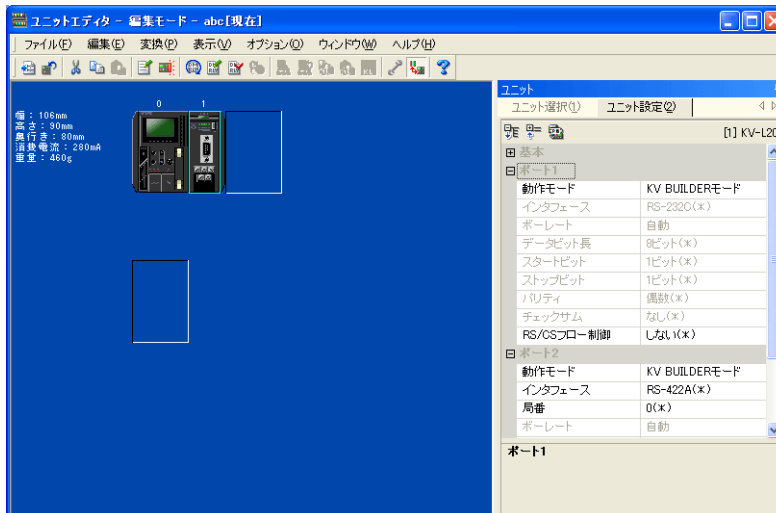 ユニットエディタ - 編集モード - abc[現在]
ファイル(F) 編集(E) 変換(P) 表示(V) オプション(O) ウィンドウ(W) ヘルプ(H)
幅：106mm
高さ：90mm
奥行き：80mm
消費電流：280mA
重量：460g
0 1
ユニット
ユニット選択(1) ユニット設定(2)
[1] KV-L20
基本
ポート1
動作モード KV BUILDERモード
インタフェース RS-232C(*)
ボーレート 自動
データビット長 8ビット(*)
スタートビット 1ビット(*)
ストップビット 1ビット(*)
パリティ 偶数(*)
チェックサム なし(*)
RS/CSフロー制御 しない(*)
ポート2
動作モード KV BUILDERモード
インタフェース RS-422A(*)
局番 0(*)
ボーレート 自動
ポート1